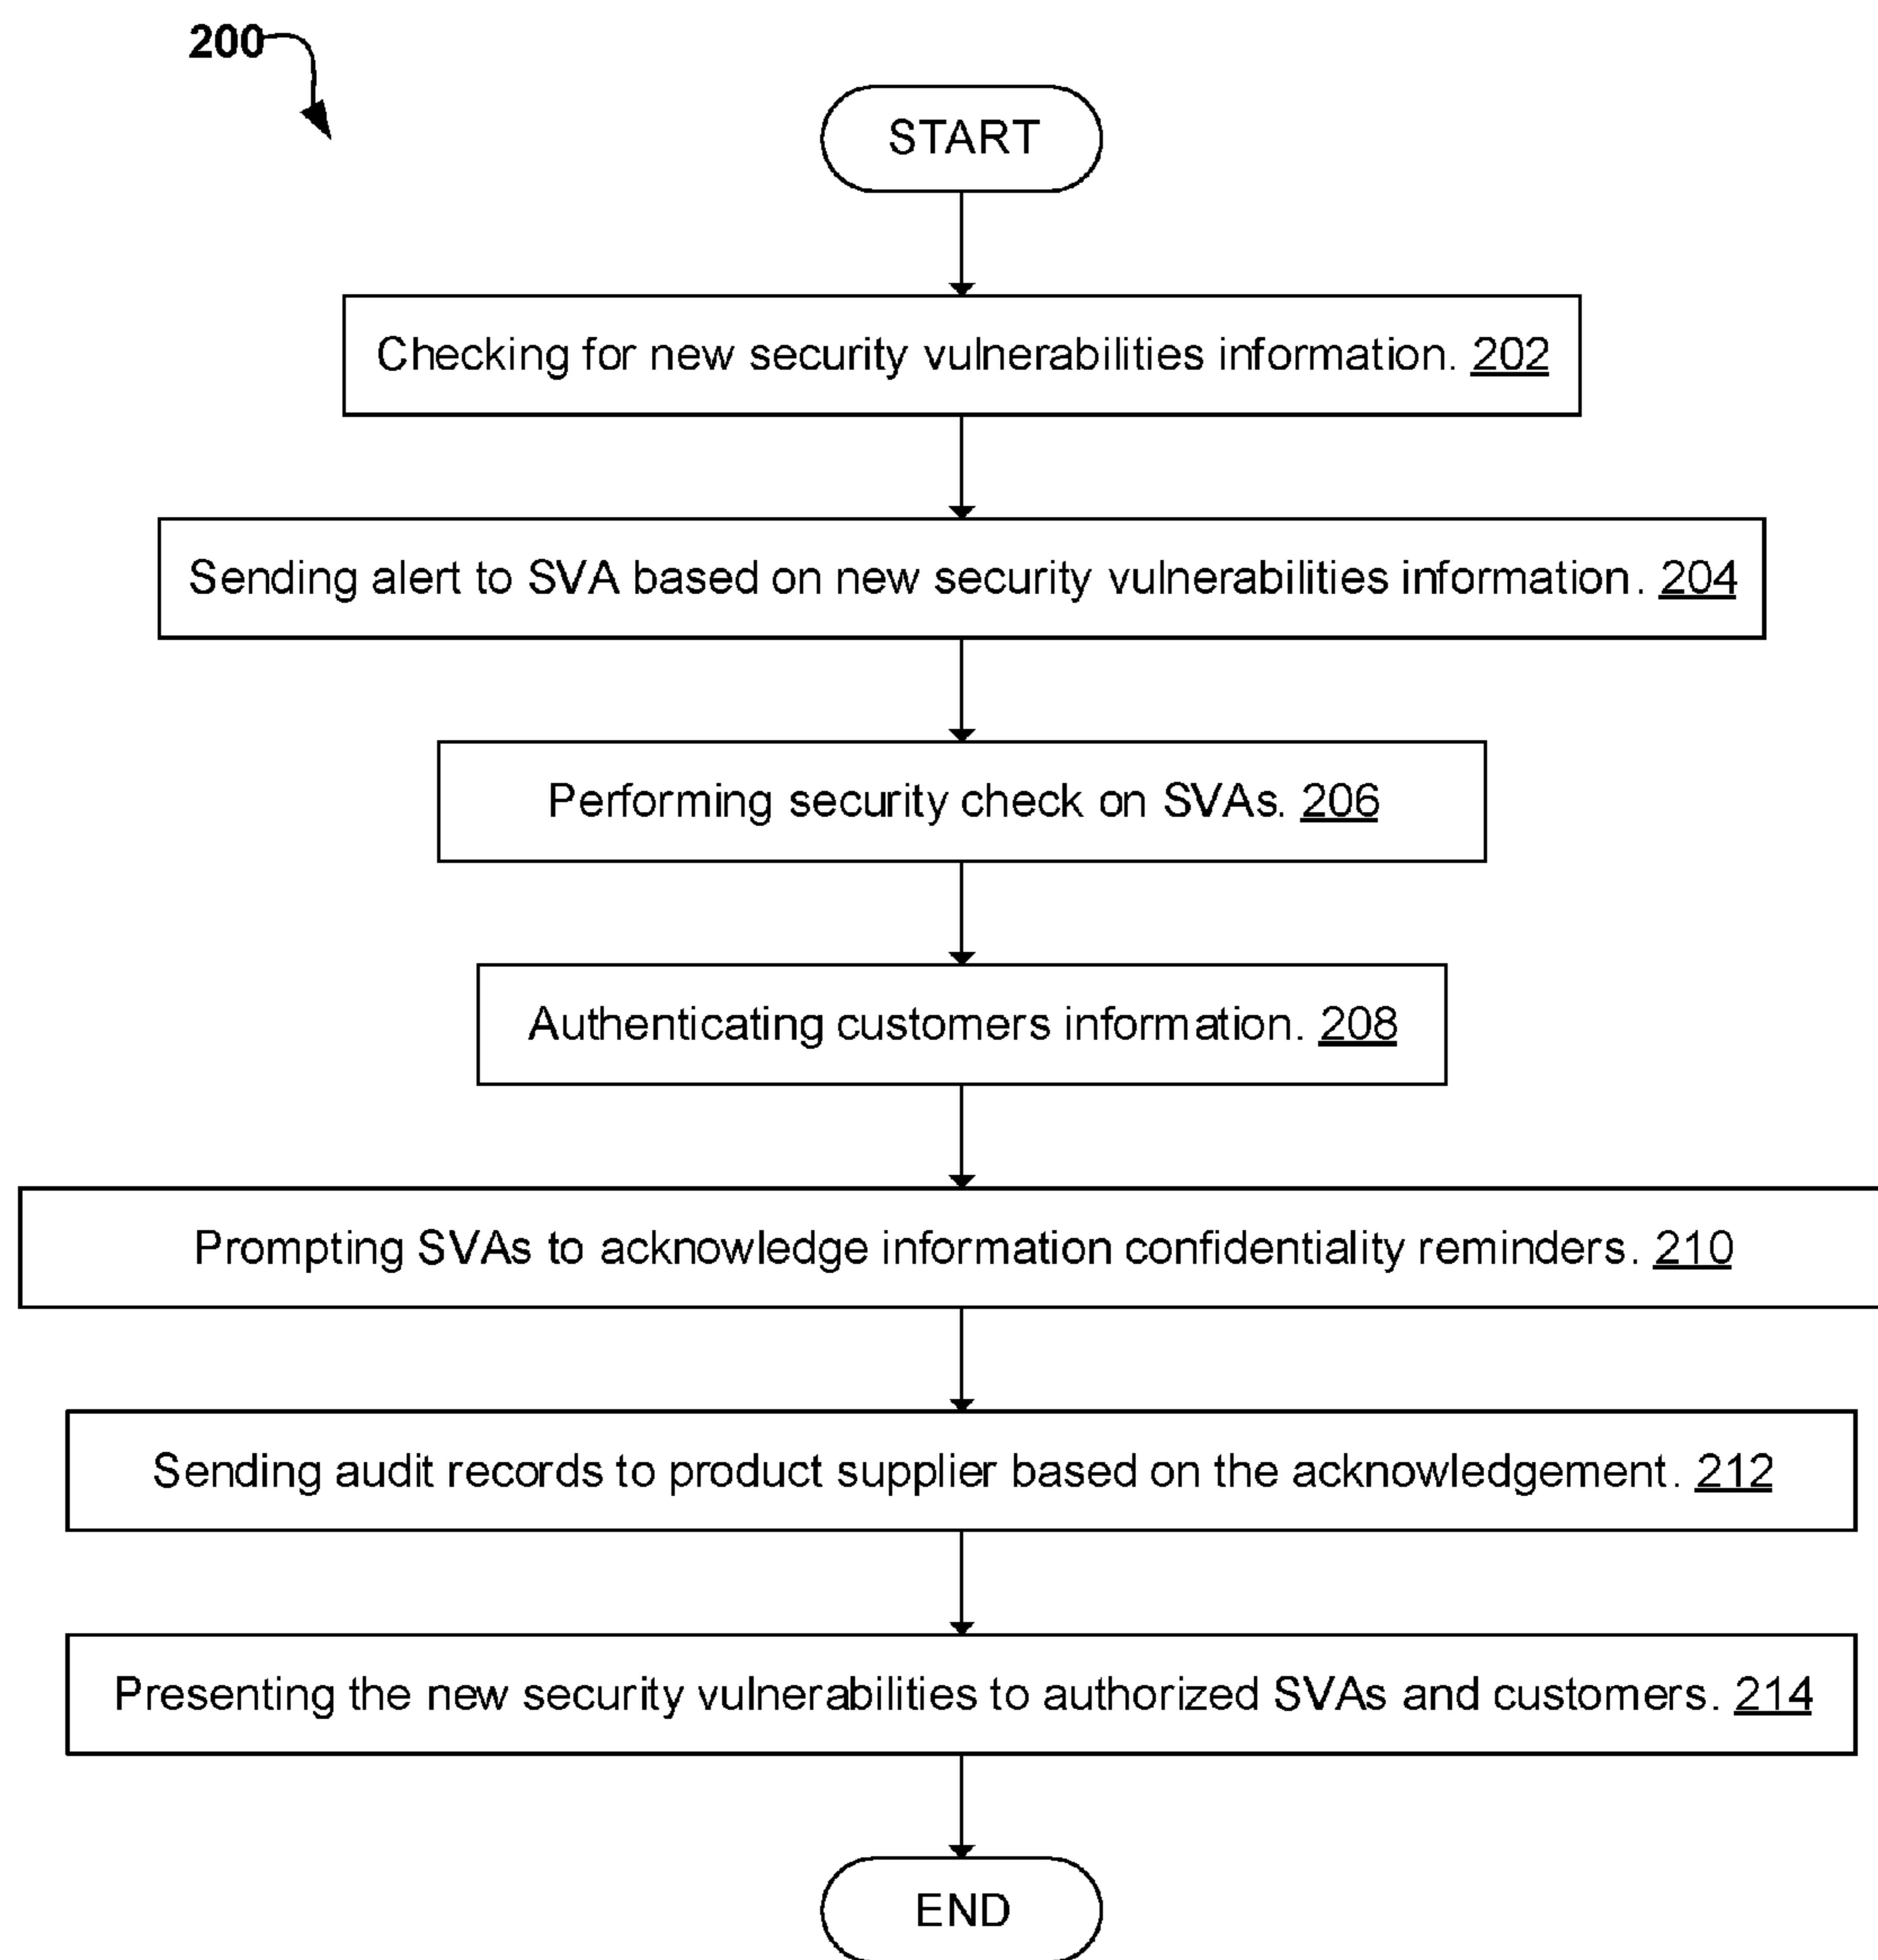 200
START
Checking for new security vulnerabilities information. 202
Sending alert to SVA based on new security vulnerabilities information. 204
Performing security check on SVAs. 206
Authenticating customers information. 208
Prompting SVAs to acknowledge information confidentiality reminders. 210
Sending audit records to product supplier based on the acknowledgement. 212
Presenting the new security vulnerabilities to authorized SVAs and customers. 214
END